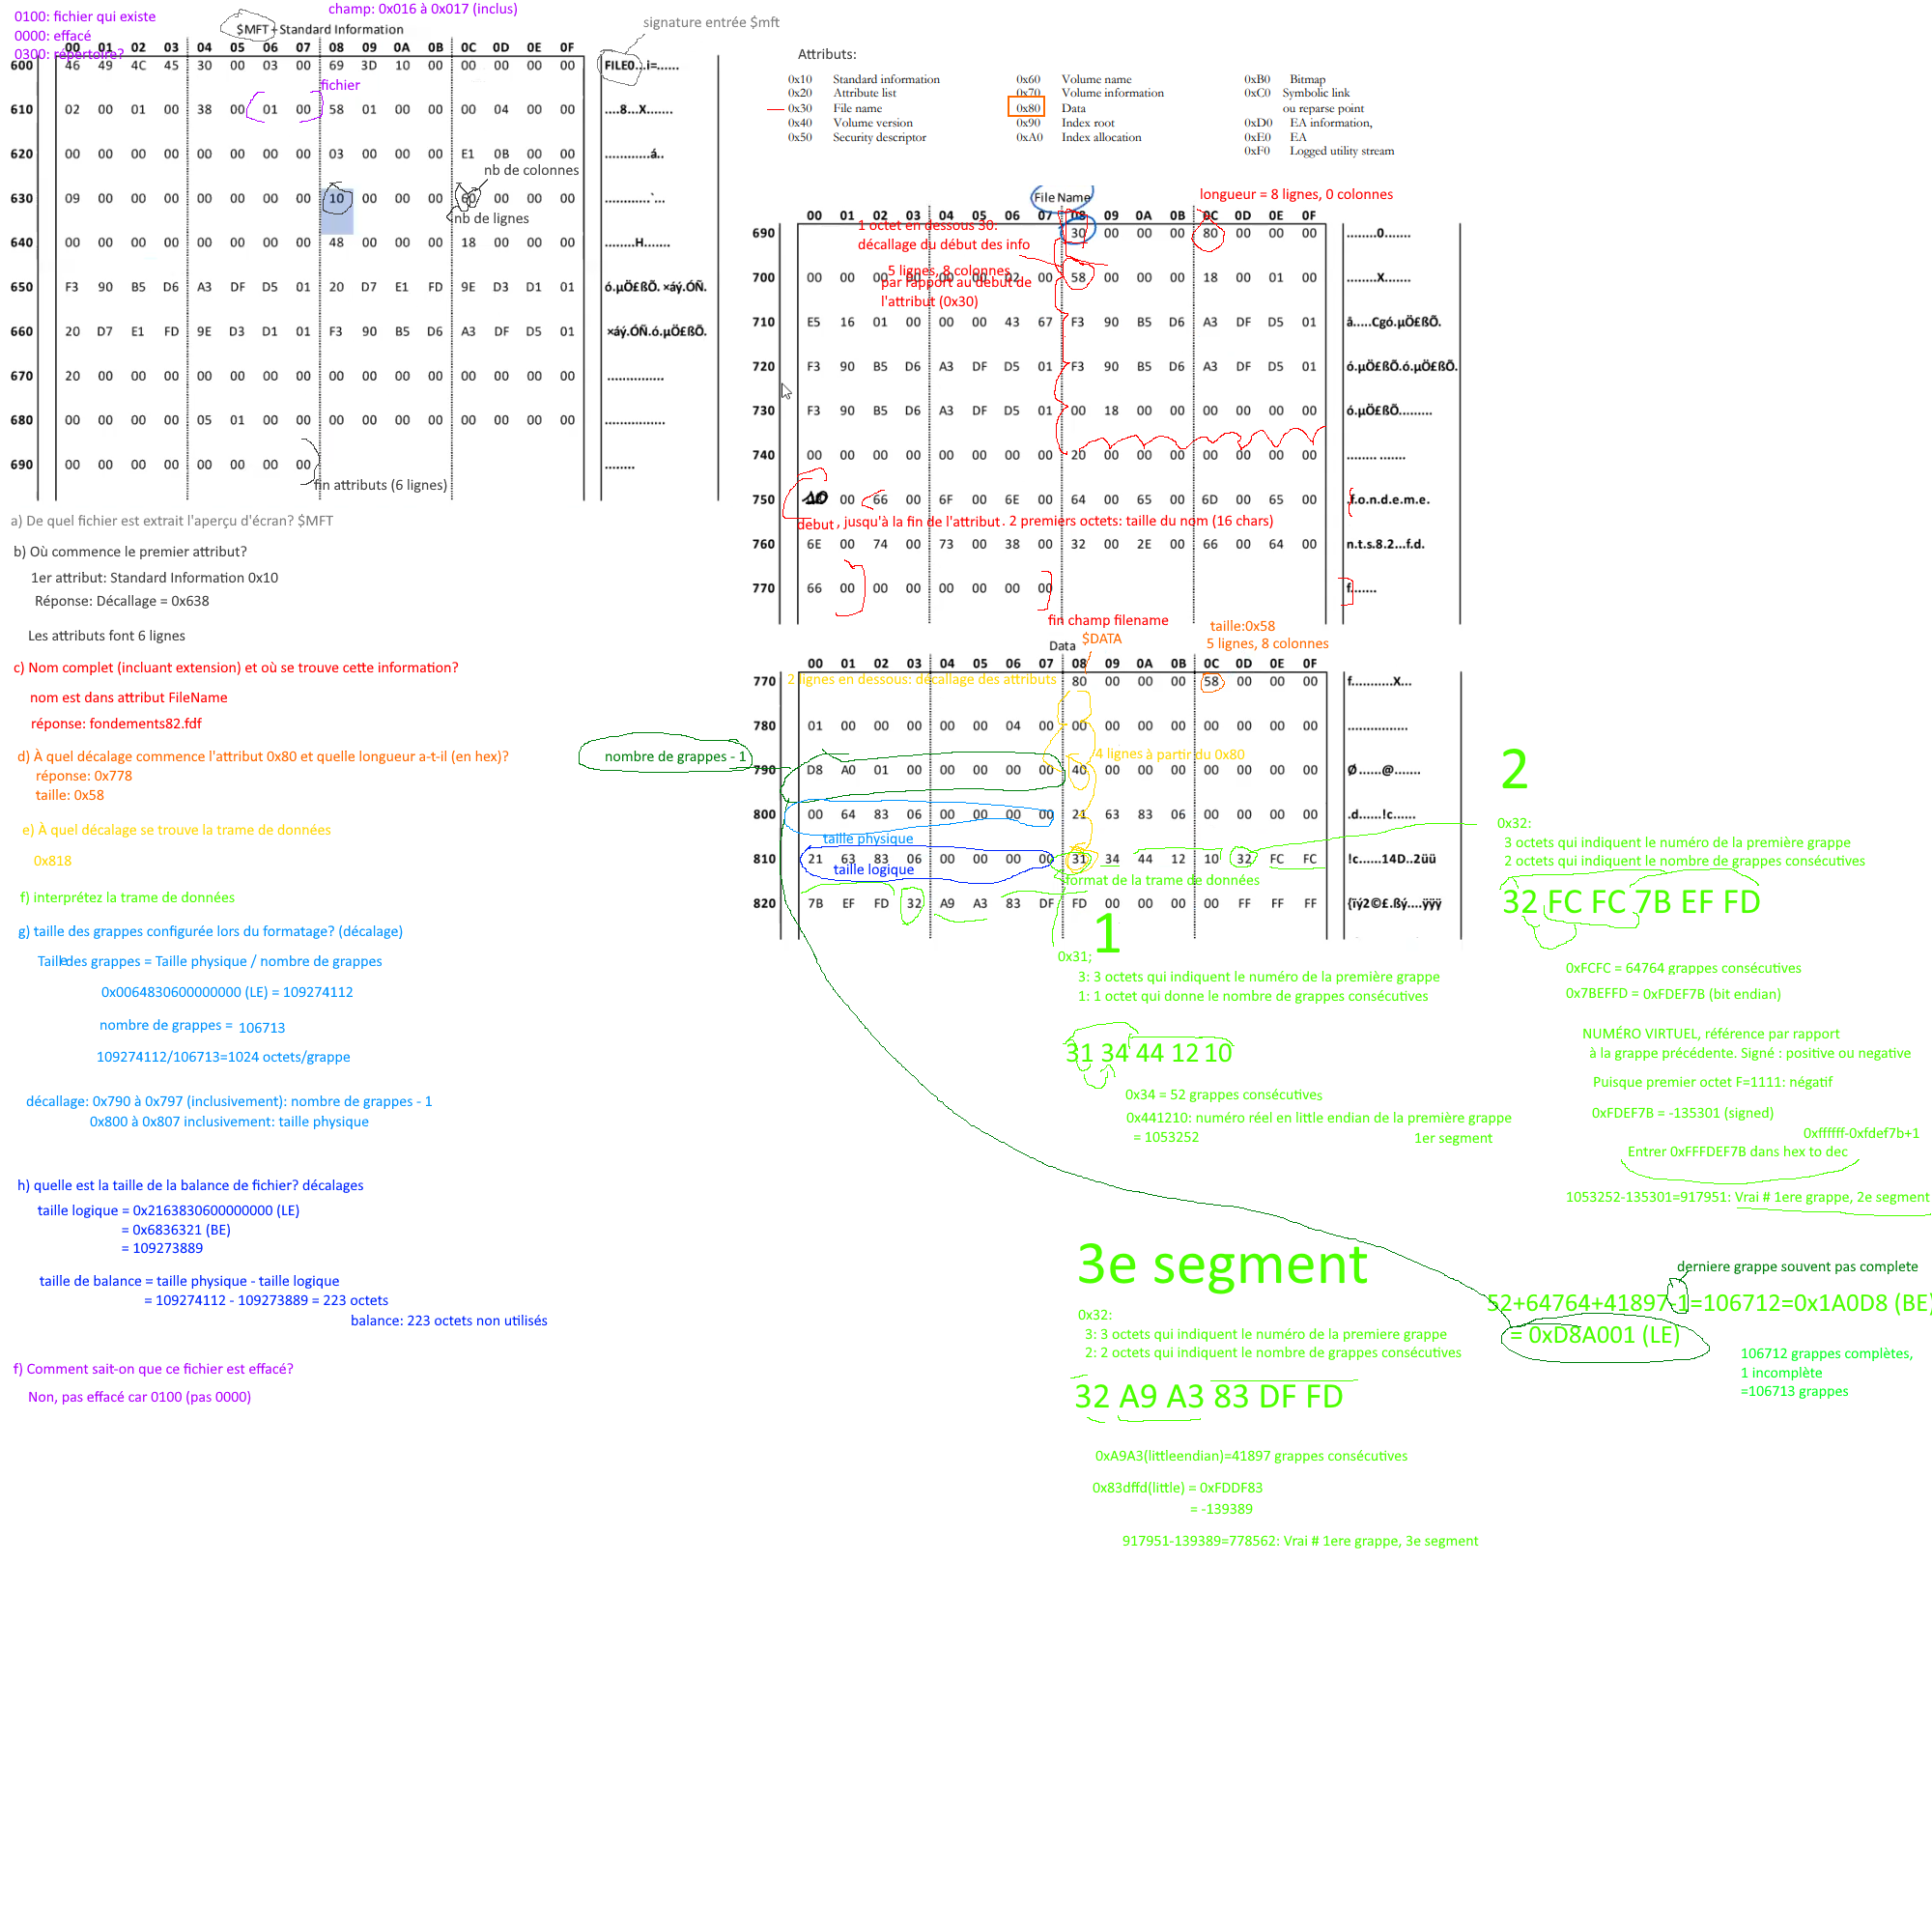 0100: fichier qui existe
0000: effacé
0300: répertoire?
champ: 0x016 à 0x017 (inclus)
$MFT - Standard Information
signature entrée $mft
00 01 02 03 04 05 06 07 08 09 0A 0B 0C 0D 0E 0F
600 46 49 4C 45 30 00 03 00 69 3D 10 00 00 00 00 00 FILE0...i=......
fichier
610 02 00 01 00 38 00 01 00 58 01 00 00 00 04 00 00 ....8...X.......
620 00 00 00 00 00 00 00 00 03 00 00 00 E1 0B 00 00 ............á..
nb de colonnes
630 09 00 00 00 00 00 00 00 10 00 00 00 60 00 00 00 ............`...
nb de lignes
640 00 00 00 00 00 00 00 00 48 00 00 00 18 00 00 00 ........H.......
650 F3 90 B5 D6 A3 DF D5 01 20 D7 E1 FD 9E D3 D1 01 ó.µÖ£ßÕ. ×áý.ÓÑ.
660 20 D7 E1 FD 9E D3 D1 01 F3 90 B5 D6 A3 DF D5 01 ×áý.ÓÑ.ó.µÖ£ßÕ.
670 20 00 00 00 00 00 00 00 00 00 00 00 00 00 00 00 ...............
680 00 00 00 00 05 01 00 00 00 00 00 00 00 00 00 00 ................
690 00 00 00 00 00 00 00 00 ........
fin attributs (6 lignes)
Attributs:
0x10 Standard information 0x60 Volume name 0xB0 Bitmap
0x20 Attribute list 0x70 Volume information 0xC0 Symbolic link
0x30 File name 0x80 Data ou reparse point
0x40 Volume version 0x90 Index root 0xD0 EA information,
0x50 Security descriptor 0xA0 Index allocation 0xE0 EA
0xF0 Logged utility stream
File Name
longueur = 8 lignes, 0 colonnes
00 01 02 03 04 05 06 07 08 09 0A 0B 0C 0D 0E 0F
1 octet en dessous 30:
690 30 00 00 00 80 00 00 00 ........0.......
décallage du début des info
5 lignes, 8 colonnes
700 00 00 00 00 00 00 02 00 58 00 00 00 18 00 01 00 ........X.......
par rapport au debut de
l'attribut (0x30)
710 E5 16 01 00 00 00 43 67 F3 90 B5 D6 A3 DF D5 01 å.....Cgó.µÖ£ßÕ.
720 F3 90 B5 D6 A3 DF D5 01 F3 90 B5 D6 A3 DF D5 01 ó.µÖ£ßÕ.ó.µÖ£ßÕ.
730 F3 90 B5 D6 A3 DF D5 01 00 18 00 00 00 00 00 00 ó.µÖ£ßÕ.........
740 00 00 00 00 00 00 00 00 20 00 00 00 00 00 00 00 ........ .......
750 10 00 66 00 6F 00 6E 00 64 00 65 00 6D 00 65 00 .f.o.n.d.e.m.e.
debut, jusqu'à la fin de l'attribut. 2 premiers octets: taille du nom (16 chars)
760 6E 00 74 00 73 00 38 00 32 00 2E 00 66 00 64 00 n.t.s.8.2...f.d.
770 66 00 00 00 00 00 00 00 f.......
fin champ filename
Data
$DATA
taille:0x58
5 lignes, 8 colonnes
00 01 02 03 04 05 06 07 08 09 0A 0B 0C 0D 0E 0F
2 lignes en dessous: décallage des attributs
770 80 00 00 00 58 00 00 00 f...........X...
780 01 00 00 00 00 00 04 00 00 00 00 00 00 00 00 00 ................
4 lignes à partir du 0x80
nombre de grappes - 1
790 D8 A0 01 00 00 00 00 00 40 00 00 00 00 00 00 00 Ø......@.......
800 00 64 83 06 00 00 00 00 21 63 83 06 00 00 00 00 .d......!c......
taille physique
810 21 63 83 06 00 00 00 00 31 34 44 12 10 32 FC FC !c......14D..2üü
taille logique
format de la trame de données
820 7B EF FD 32 A9 A3 83 DF FD 00 00 00 00 FF FF FF {ïý2©£.ßý....ÿÿÿ
a) De quel fichier est extrait l'aperçu d'écran? $MFT
b) Où commence le premier attribut?
1er attribut: Standard Information 0x10
Réponse: Décallage = 0x638
Les attributs font 6 lignes
c) Nom complet (incluant extension) et où se trouve cette information?
nom est dans attribut FileName
réponse: fondements82.fdf
d) À quel décalage commence l'attribut 0x80 et quelle longueur a-t-il (en hex)?
réponse: 0x778
taille: 0x58
e) À quel décalage se trouve la trame de données
0x818
f) interprétez la trame de données
g) taille des grappes configurée lors du formatage? (décalage)
Taille des grappes = Taille physique / nombre de grappes
0x0064830600000000 (LE) = 109274112
nombre de grappes = 106713
109274112/106713=1024 octets/grappe
décallage: 0x790 à 0x797 (inclusivement): nombre de grappes - 1
0x800 à 0x807 inclusivement: taille physique
h) quelle est la taille de la balance de fichier? décalages
taille logique = 0x2163830600000000 (LE)
= 0x6836321 (BE)
= 109273889
taille de balance = taille physique - taille logique
= 109274112 - 109273889 = 223 octets
balance: 223 octets non utilisés
f) Comment sait-on que ce fichier est effacé?
Non, pas effacé car 0100 (pas 0000)
1
0x31;
3: 3 octets qui indiquent le numéro de la première grappe
1: 1 octet qui donne le nombre de grappes consécutives
31 34 44 12 10
0x34 = 52 grappes consécutives
0x441210: numéro réel en little endian de la première grappe
= 1053252
1er segment
2
0x32:
3 octets qui indiquent le numéro de la première grappe
2 octets qui indiquent le nombre de grappes consécutives
32 FC FC 7B EF FD
0xFCFC = 64764 grappes consécutives
0x7BEFFD = 0xFDEF7B (bit endian)
NUMÉRO VIRTUEL, référence par rapport
à la grappe précédente. Signé : positive ou negative
Puisque premier octet F=1111: négatif
0xFDEF7B = -135301 (signed)
0xffffff-0xfdef7b+1
Entrer 0xFFFDEF7B dans hex to dec
1053252-135301=917951: Vrai # 1ere grappe, 2e segment
3e segment
0x32:
3: 3 octets qui indiquent le numéro de la premiere grappe
2: 2 octets qui indiquent le nombre de grappes consécutives
32 A9 A3 83 DF FD
0xA9A3(littleendian)=41897 grappes consécutives
0x83dffd(little) = 0xFDDF83
= -139389
917951-139389=778562: Vrai # 1ere grappe, 3e segment
derniere grappe souvent pas complete
52+64764+41897-1=106712=0x1A0D8 (BE)
= 0xD8A001 (LE)
106712 grappes complètes,
1 incomplète
=106713 grappes